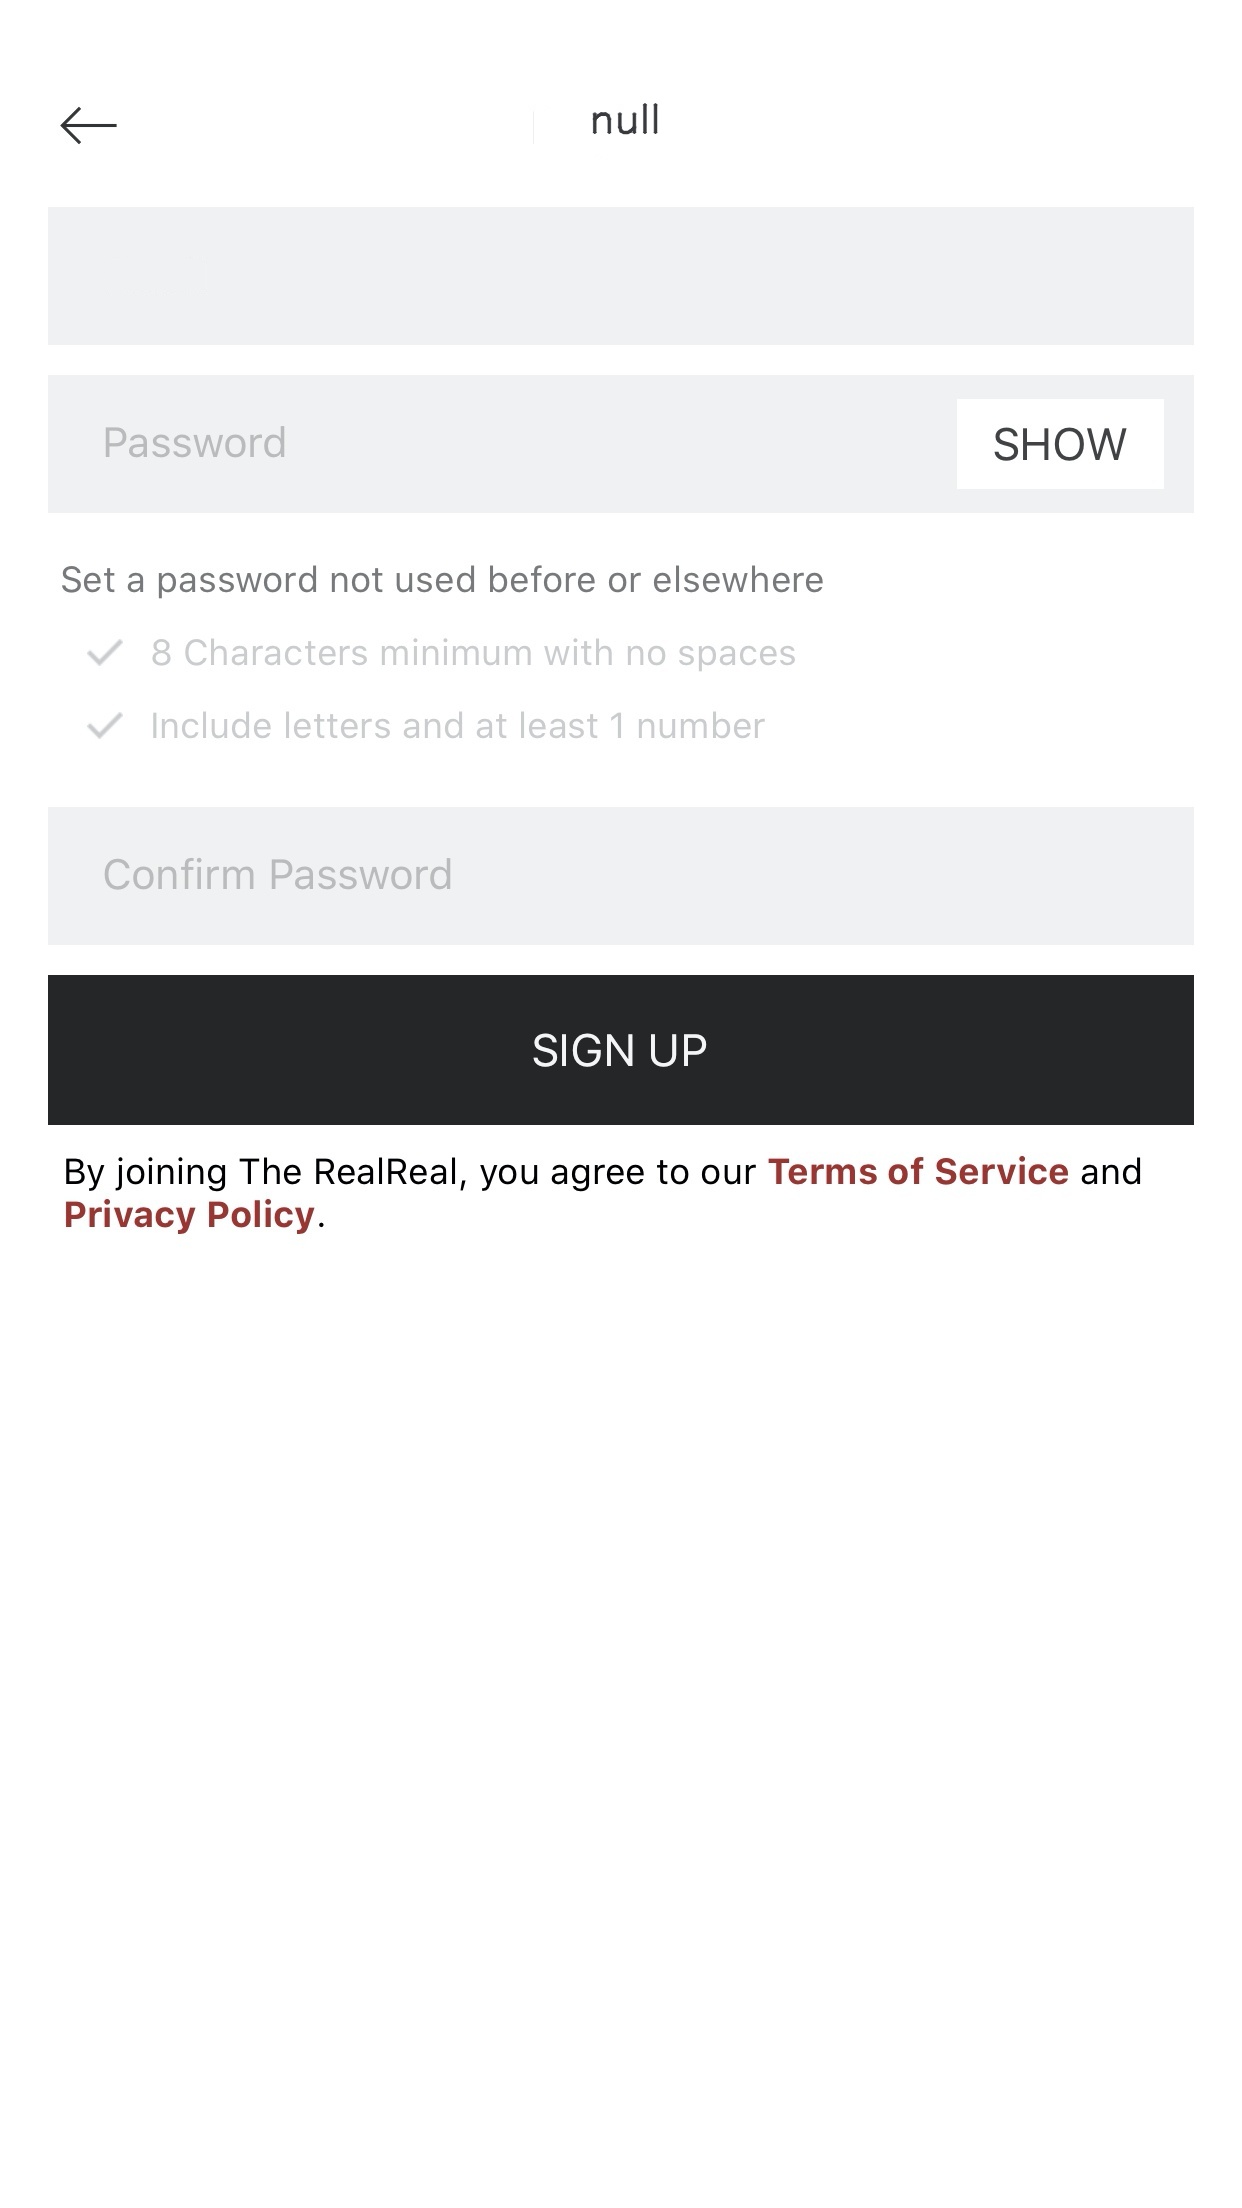 null
Password
SHOW
Set a password not used before or elsewhere
8 Characters minimum with no spaces
Include letters and at least 1 number
Confirm Password
SIGN UP
By joining The RealReal, you agree to our Terms of Service and
Privacy Policy.